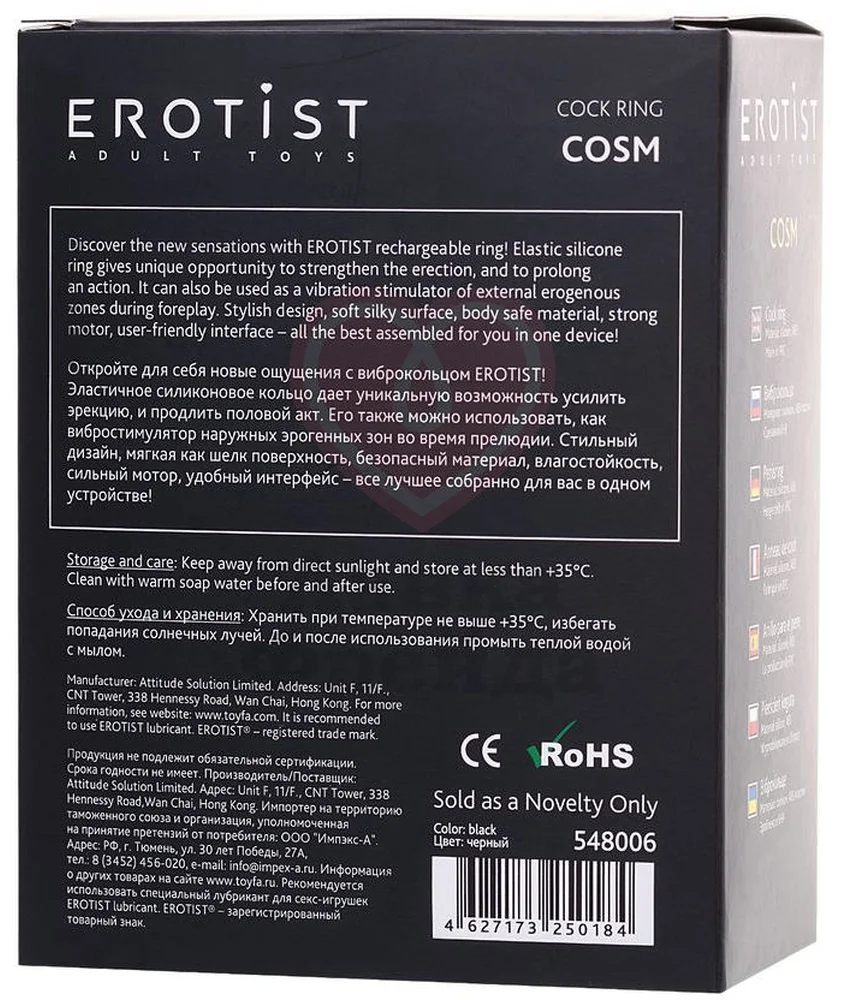 EROTiST
ADULT TOYS
COCK RING
COSM
Discover the new sensations with EROTIST rechargeable ring! Elastic silicone
ring gives unique opportunity to strengthen the erection, and to prolong
an action. It can also be used as a vibration stimulator of external erogenous
zones during foreplay. Stylish design, soft silky surface, body safe material, strong
motor, user-friendly interface – all the best assembled for you in one device!
Откройте для себя новые ощущения с виброкольцом EROTIST!
Эластичное силиконовое кольцо дает уникальную возможность усилить
эрекцию, и продлить половой акт. Его также можно использовать, как
вибростимулятор наружных эрогенных зон во время прелюдии. Стильный
дизайн, мягкая как шелк поверхность, безопасный материал, влагостойкость,
сильный мотор, удобный интерфейс – все лучшее собранно для вас в одном
устройстве!
Storage and care: Keep away from direct sunlight and store at less than +35°C.
Clean with warm soap water before and after use.
Способ ухода и хранения: Хранить при температуре не выше +35°C, избегать
попадания солнечных лучей. До и после использования промыть теплой водой
с мылом.
Manufacturer: Attitude Solution Limited. Address: Unit F, 11/F.,
CNT Tower, 338 Hennessy Road, Wan Chai, Hong Kong. For more
information, see website: www.toyfa.com. It is recommended
to use EROTIST lubricant. EROTIST® – registered trade mark.
Продукция не подлежит обязательной сертификации.
Срока годности не имеет. Производитель/Поставщик:
Attitude Solution Limited. Адрес: Unit F, 11/F., CNT Tower, 338
Hennessy Road,Wan Chai, Hong Kong. Импортер на территорию
таможенного союза и организация, уполномоченная
на принятие претензий от потребителя: ООО "Импэкс-А".
Адрес: РФ, г. Тюмень, ул. 30 лет Победы, 27А,
тел.: 8 (3452) 456-020, e-mail: info@impex-a.ru. Информация
о других товарах на сайте www.toyfa.ru. Рекомендуется
использовать специальный лубрикант для секс-игрушек
EROTIST lubricant. EROTIST® – зарегистрированный
товарный знак.
CE RoHS
Sold as a Novelty Only
Color: black
Цвет: черный
548006
4 627173 250184
EROTiST
ADULT TOYS
COSM
Cock ring
Виброкольцо
Penisring